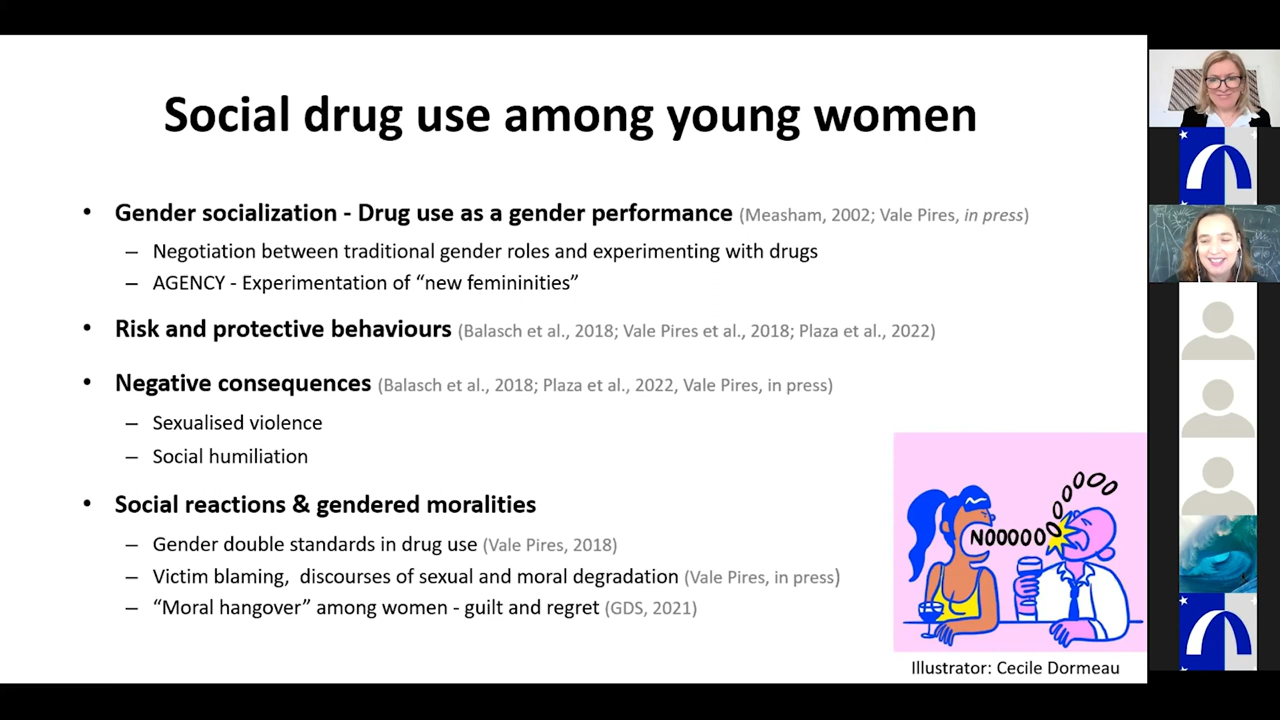 Social drug use among young women
• Gender socialization - Drug use as a gender performance (Measham, 2002; Vale Pires, in press)
– Negotiation between traditional gender roles and experimenting with drugs
– AGENCY - Experimentation of “new femininities”
• Risk and protective behaviours (Balasch et al., 2018; Vale Pires et al., 2018; Plaza et al., 2022)
• Negative consequences (Balasch et al., 2018; Plaza et al., 2022, Vale Pires, in press)
– Sexualised violence
– Social humiliation
• Social reactions & gendered moralities
– Gender double standards in drug use (Vale Pires, 2018)
– Victim blaming, discourses of sexual and moral degradation (Vale Pires, in press)
– “Moral hangover” among women - guilt and regret (GDS, 2021)
NOOOOOOOOOOO
Illustrator: Cecile Dormeau